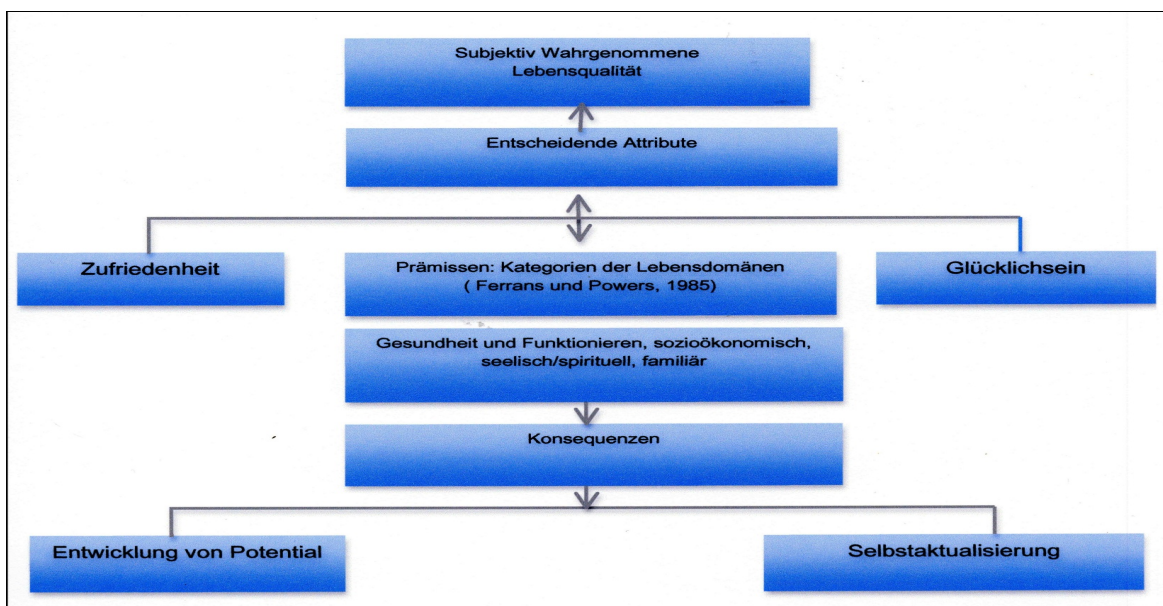 Subjektiv Wahrgenommene
Lebensqualität
Entscheidende Attribute
Zufriedenheit
Prämissen: Kategorien der Lebensdomänen
( Ferrans und Powers, 1985)
Glücklichsein
Gesundheit und Funktionieren, sozioökonomisch,
seelisch/spirituell, familiär
Konsequenzen
Entwicklung von Potential
Selbstaktualisierung